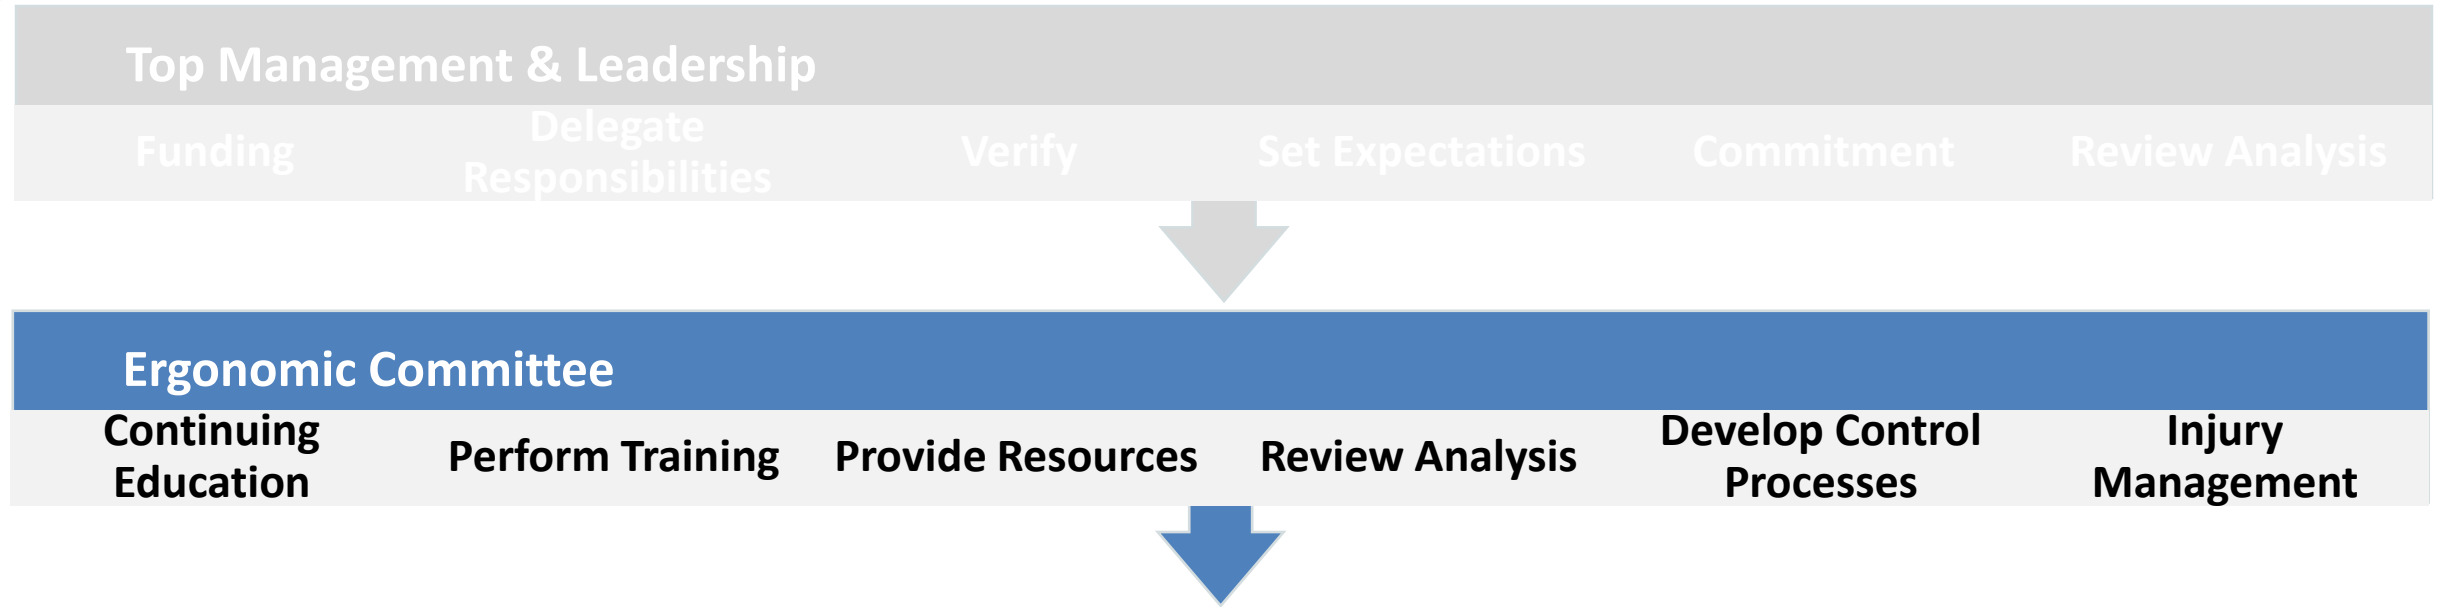 Top Management & Leadership
Funding
Delegate
Responsibilities
Verify
Set Expectations
Commitment
Review Analysis
Ergonomic Committee
Continuing
Education
Perform Training
Provide Resources
Review Analysis
Develop Control
Processes
Injury
Management